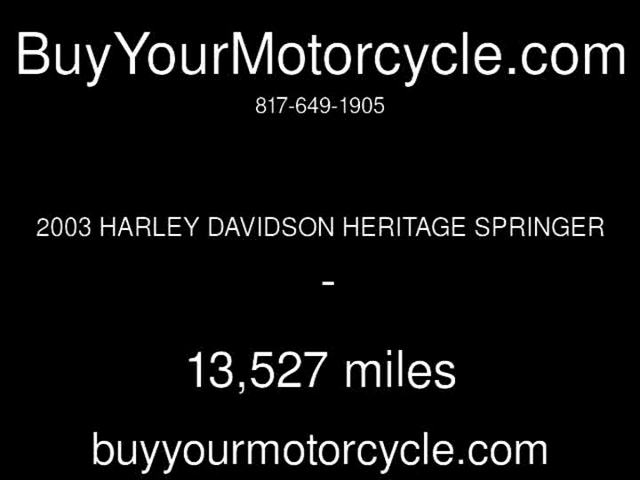 BuyYourMotorcycle.com
817-649-1905
2003 HARLEY DAVIDSON HERITAGE SPRINGER
-
13,527 miles
buyyourmotorcycle.com